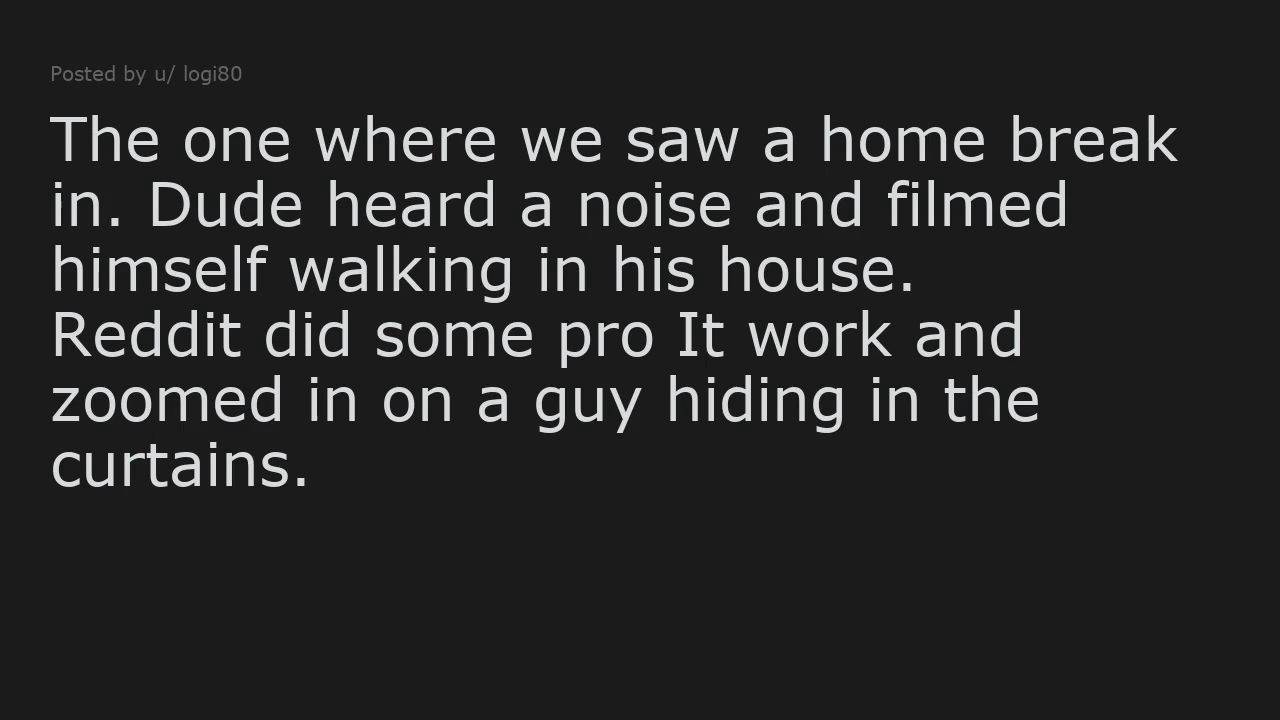 Posted by u/ logi80
The one where we saw a home break
in. Dude heard a noise and filmed
himself walking in his house.
Reddit did some pro It work and
zoomed in on a guy hiding in the
curtains.